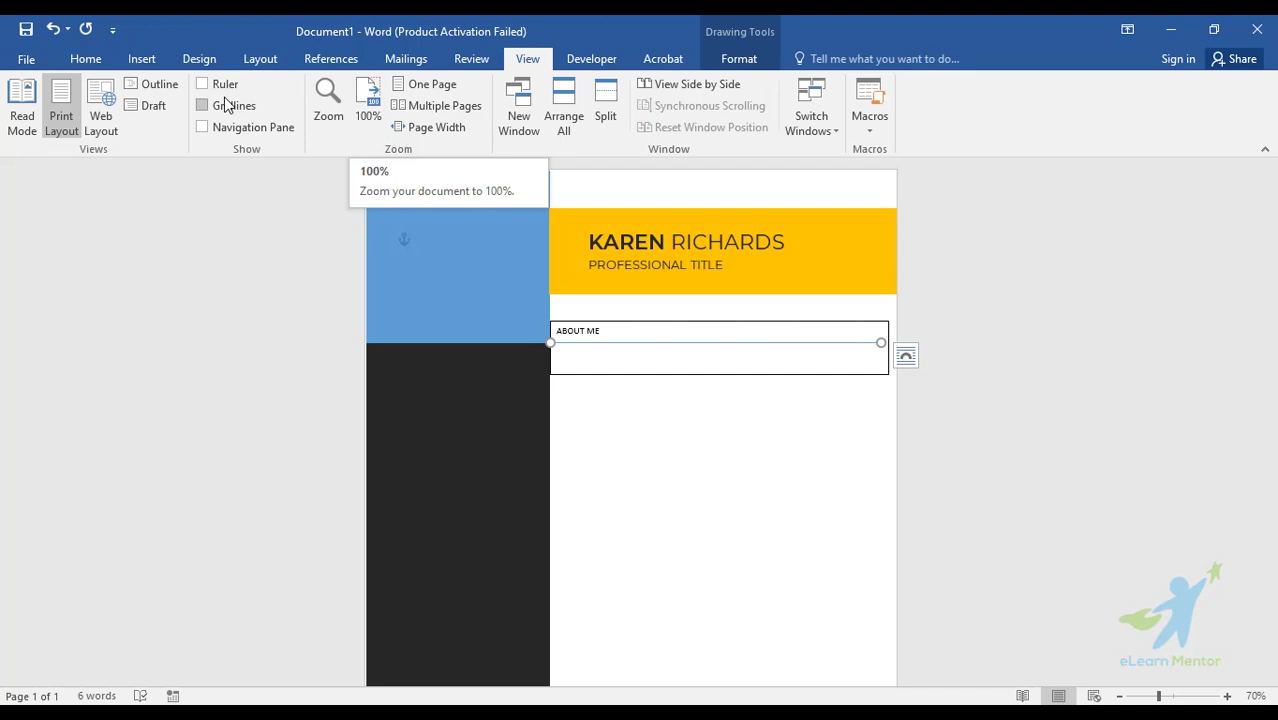 Document1 - Word (Product Activation Failed)
Drawing Tools
File Home Insert Design Layout References Mailings Review View Developer Acrobat Format Tell me what you want to do... Sign in Share
Read Mode
Print Layout
Web Layout
Outline
Draft
Views
Ruler
Gridlines
Navigation Pane
Show
Zoom
100
100%
One Page
Multiple Pages
Page Width
Zoom
New Window
Arrange All
Split
View Side by Side
Synchronous Scrolling
Reset Window Position
Window
Switch Windows
Macros
Macros
100%
Zoom your document to 100%.
KAREN RICHARDS
PROFESSIONAL TITLE
ABOUT ME
eLearn Mentor
Page 1 of 1 6 words 70%